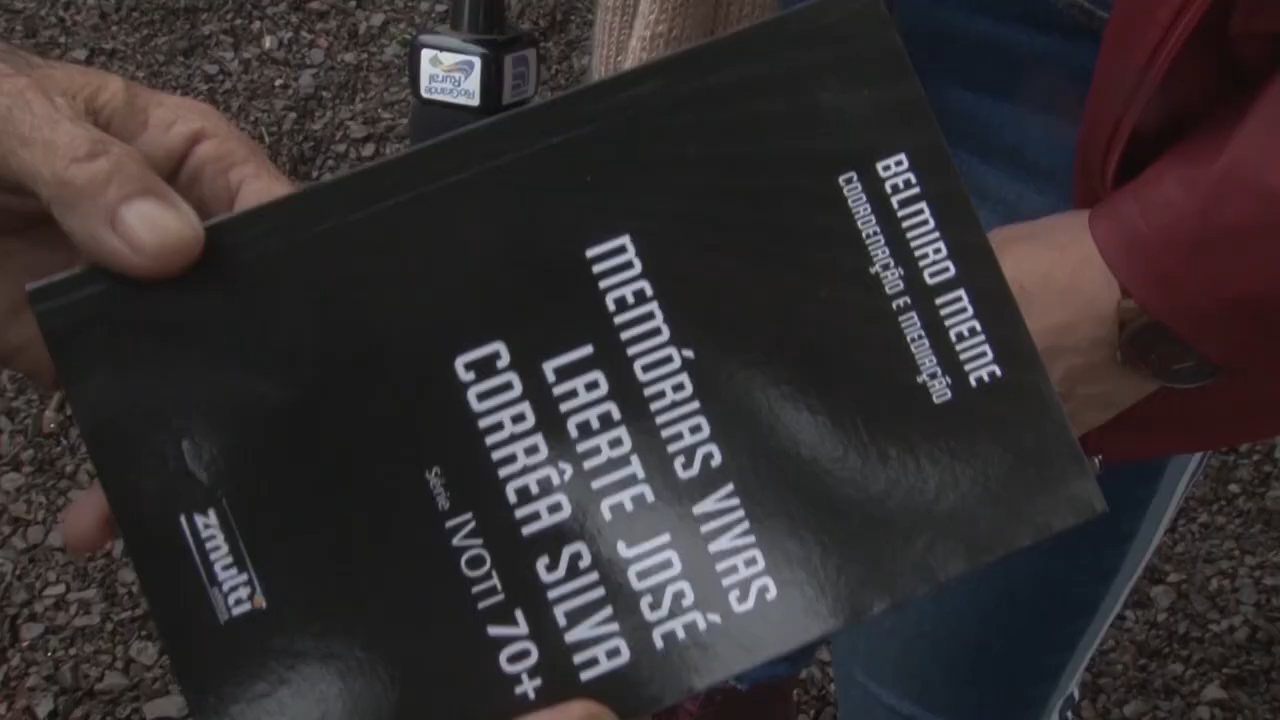 BELMIRO MEINE
COORDENAÇÃO E MEDIAÇÃO
MEMÓRIAS VIVAS
LAERTE JOSÉ
CORRÊA SILVA
Série IVOTI 70+
zmulti
RioGrande
Rural